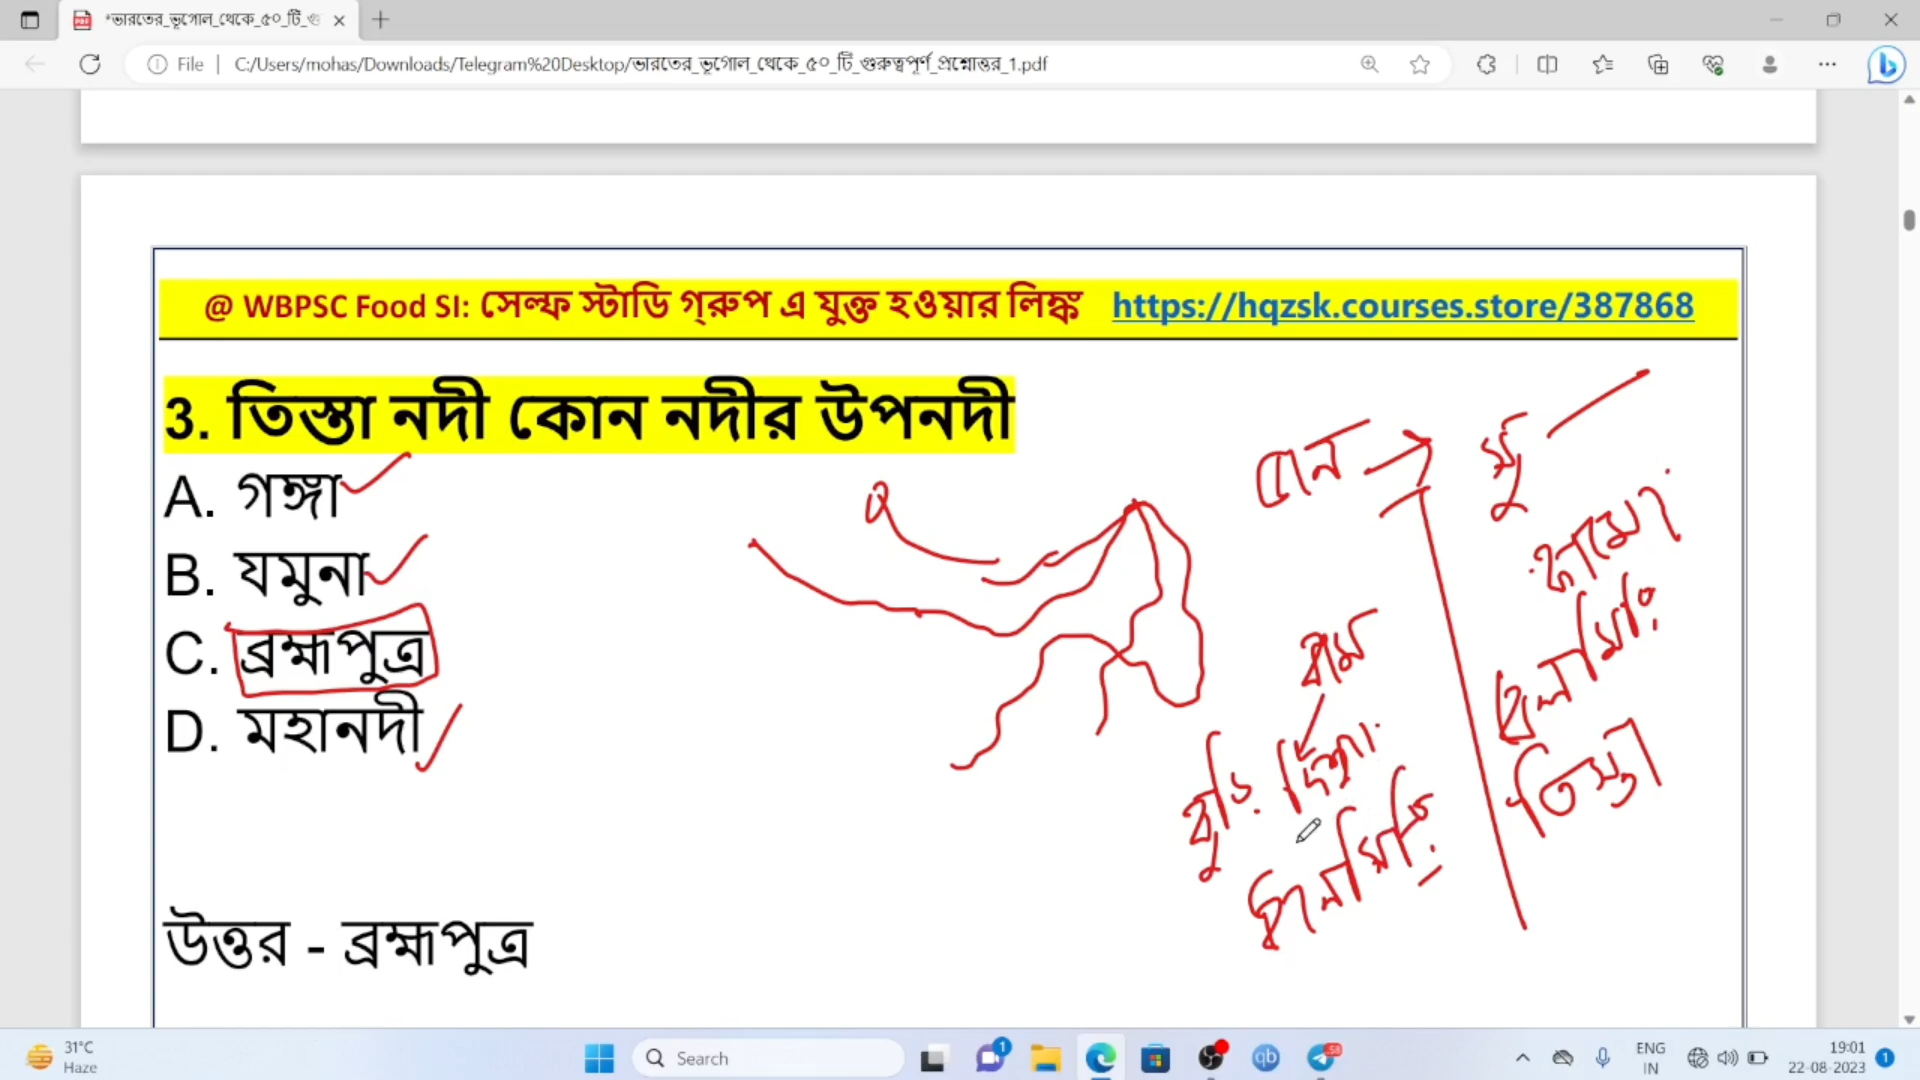 *ভারতের_ভূগোল_থেকে_৫০_টি_গু
File
C:/Users/mohas/Downloads/Telegram%20Desktop/ভারতের_ভূগোল_থেকে_৫০_টি_গুরুত্বপূর্ণ_প্রশ্নোত্তর_1.pdf
@ WBPSC Food SI: সেল্ফ স্টাডি গ্রুপ এ যুক্ত হওয়ার লিঙ্ক https://hqzsk.courses.store/387868
3. তিস্তা নদী কোন নদীর উপনদী
A. গঙ্গা
B. যমুনা
C. ব্রহ্মপুত্র
D. মহানদী
উত্তর - ব্রহ্মপুত্র
ডান
সু
বাম
তিস্তা
31°C
Haze
Search
ENG
IN
19:01
22-08-2023